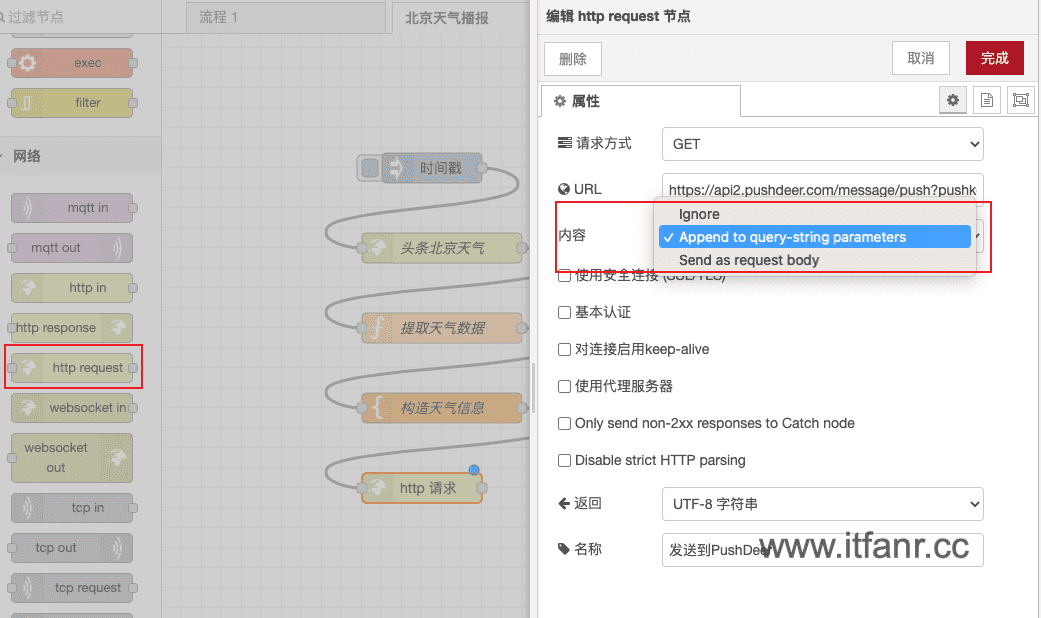 过滤节点
exec
filter
网络
mqtt in
mqtt out
http in
http response
http request
websocket in
websocket
out
tcp in
tcp out
tcp request
流程 1
北京天气播报
时间戳
头条北京天气
提取天气数据
构造天气信息
http 请求
编辑 http request 节点
删除
取消
完成
属性
请求方式
GET
URL
https://api2.pushdeer.com/message/push?pushk
内容
Ignore
✓ Append to query-string parameters
Send as request body
使用安全连接 (SSL/TLS)
基本认证
对连接启用keep-alive
使用代理服务器
Only send non-2xx responses to Catch node
Disable strict HTTP parsing
返回
UTF-8 字符串
名称
发送到PushDeer
www.itfanr.cc